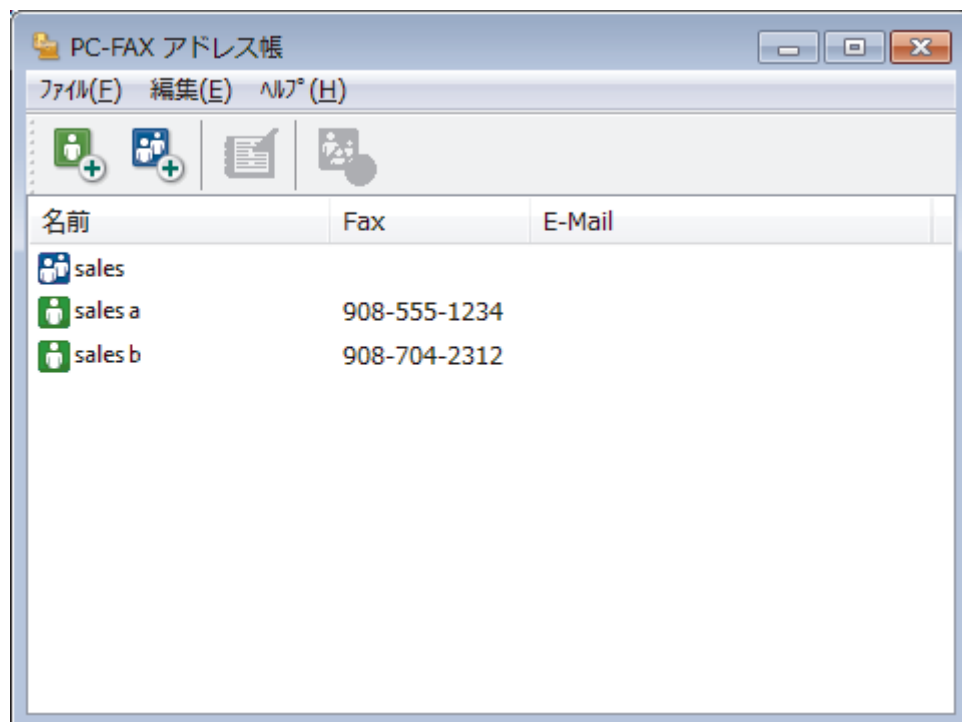 PC-FAX アドレス帳
ﾌｧｲﾙ(F) 編集(E) ﾍﾙﾌﾟ(H)
名前 Fax E-Mail
sales
sales a 908-555-1234
sales b 908-704-2312